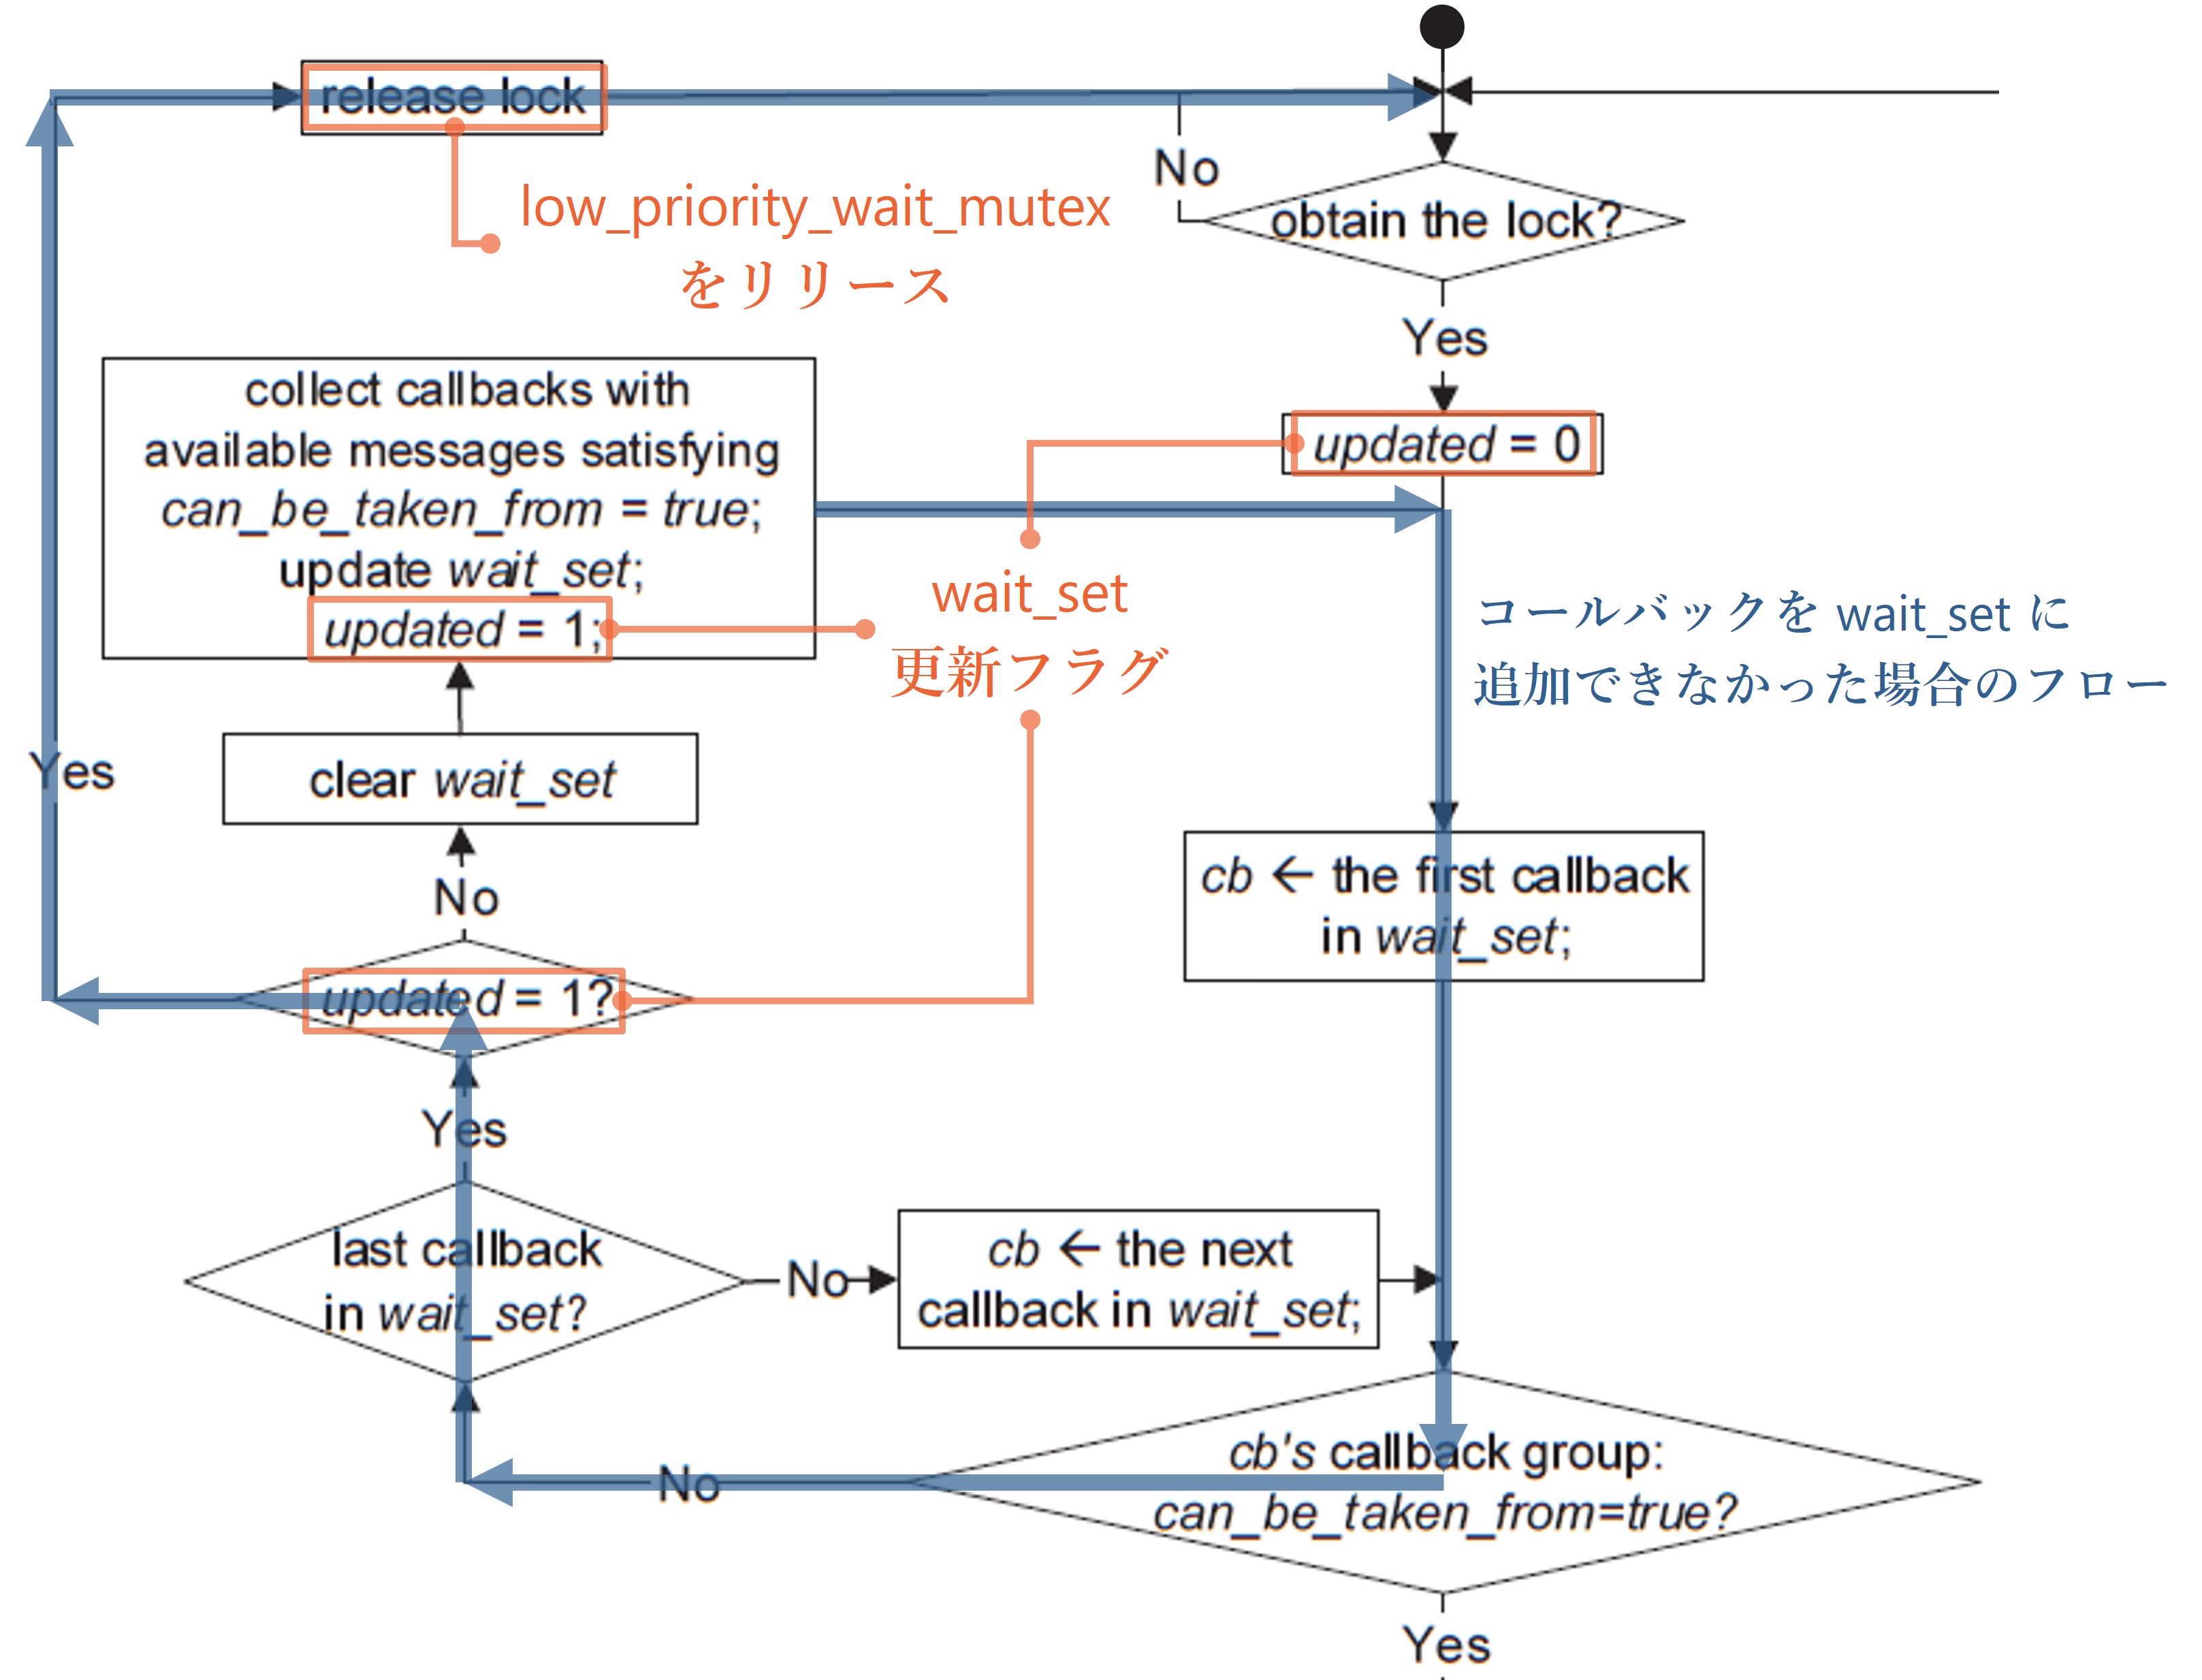 release lock
No
obtain the lock?
low_priority_wait_mutex
をリリース
Yes
updated = 0
collect callbacks with
available messages satisfying
can_be_taken_from = true;
update wait_set;
updated = 1;
wait_set
更新フラグ
コールバックを wait_set に
追加できなかった場合のフロー
Yes
clear wait_set
No
cb ← the first callback
in wait_set;
updated = 1?
Yes
last callback
in wait_set?
No
cb ← the next
callback in wait_set;
No
cb's callback group:
can_be_taken_from=true?
Yes